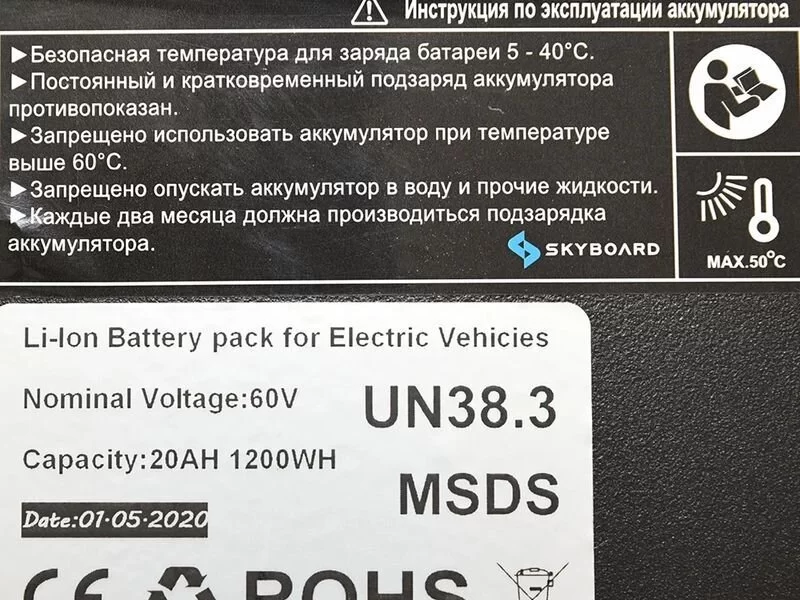 Инструкция по эксплуатации аккумулятора
►Безопасная температура для заряда батареи 5 - 40°C.
►Постоянный и кратковременный подзаряд аккумулятора
противопоказан.
►Запрещено использовать аккумулятор при температуре
выше 60°C.
►Запрещено опускать аккумулятор в воду и прочие жидкости.
►Каждые два месяца должна производиться подзарядка
аккумулятора.
SKYBOARD
MAX.50°C
Li-Ion Battery pack for Electric Vehicies
Nominal Voltage:60V
UN38.3
Capacity:20AH 1200WH
MSDS
Date:01-05-2020
CE ROHS